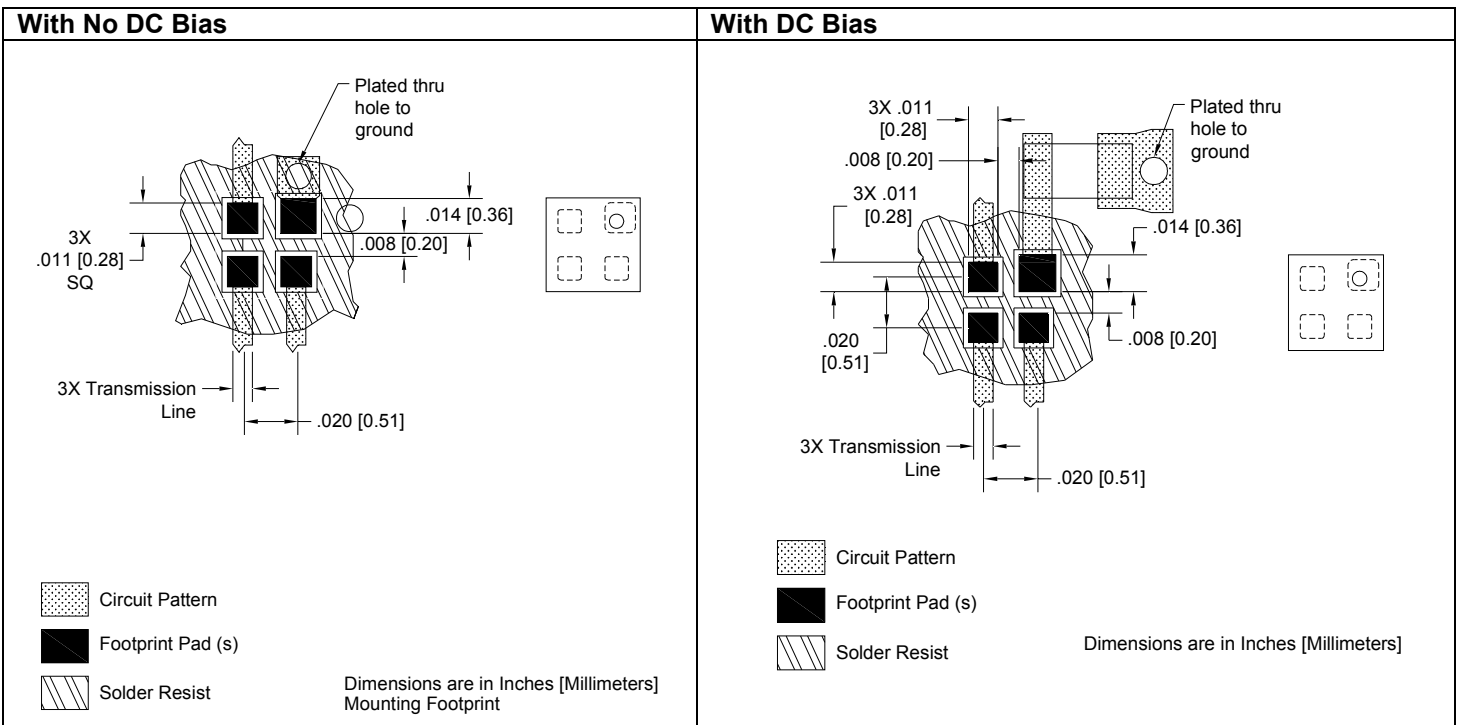 With No DC Bias
Plated thru
hole to
ground
.014 [0.36]
.008 [0.20]
3X
.011 [0.28]
SQ
3X Transmission
Line
.020 [0.51]
Circuit Pattern
Footprint Pad (s)
Solder Resist
Dimensions are in Inches [Millimeters]
Mounting Footprint
With DC Bias
3X .011
[0.28]
Plated thru
hole to
ground
.008 [0.20]
3X .011
[0.28]
.014 [0.36]
.020
[0.51]
.008 [0.20]
3X Transmission
Line
.020 [0.51]
Circuit Pattern
Footprint Pad (s)
Solder Resist
Dimensions are in Inches [Millimeters]